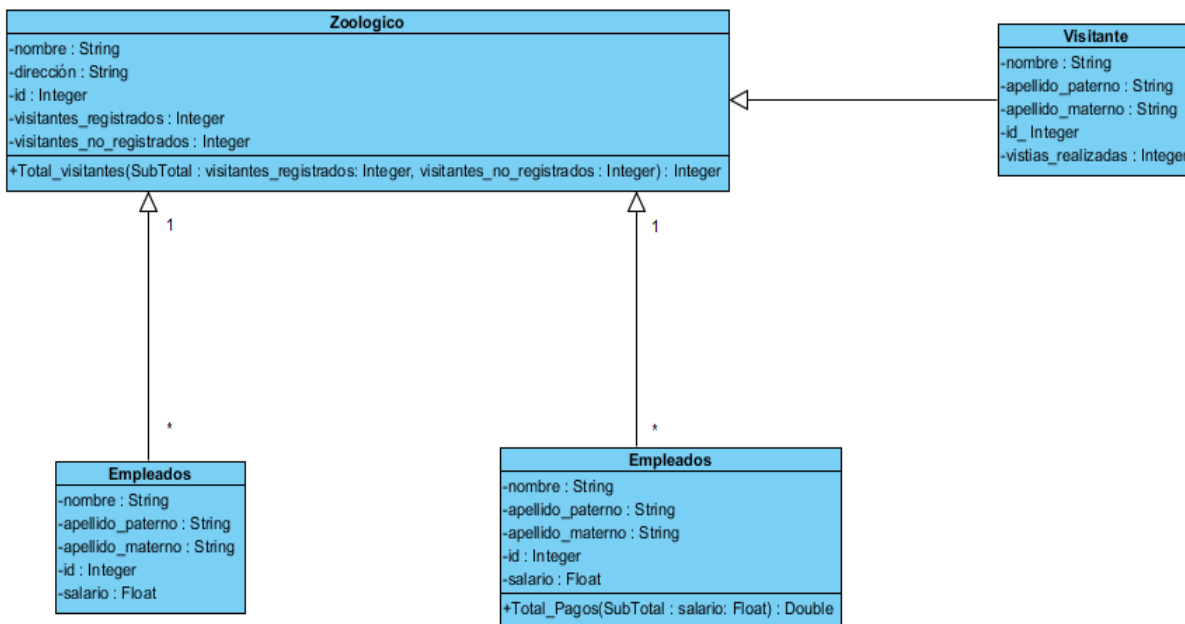 Zoologico
-nombre : String
-dirección : String
-id : Integer
-visitantes_registrados : Integer
-visitantes_no_registrados : Integer
+Total_visitantes(SubTotal : visitantes_registrados: Integer, visitantes_no_registrados : Integer) : Integer
Visitante
-nombre : String
-apellido_paterno : String
-apellido_materno : String
-id_ Integer
-vistias_realizadas : Integer
1
1
*
*
Empleados
-nombre : String
-apellido_paterno : String
-apellido_materno : String
-id : Integer
-salario : Float
Empleados
-nombre : String
-apellido_paterno : String
-apellido_materno : String
-id : Integer
-salario : Float
+Total_Pagos(SubTotal : salario: Float) : Double